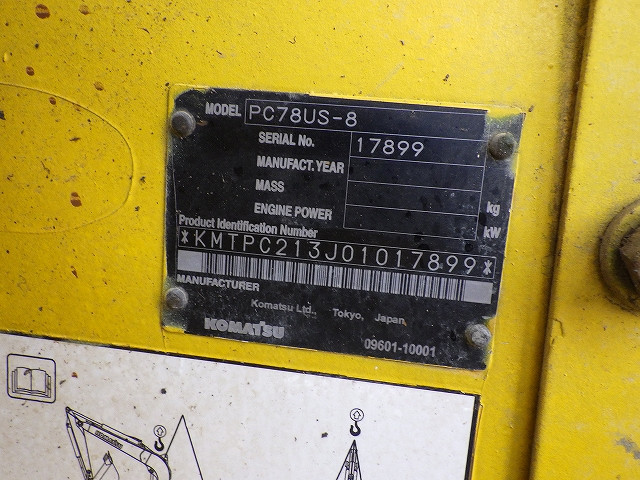 MODEL PC78US-8
SERIAL No. 17899
MANUFACT. YEAR
MASS kg
ENGINE POWER kW
Product Identification Number
*KMTPC213J01017899*
MANUFACTURER
Komatsu Ltd., Tokyo, Japan
KOMATSU 09601-10001